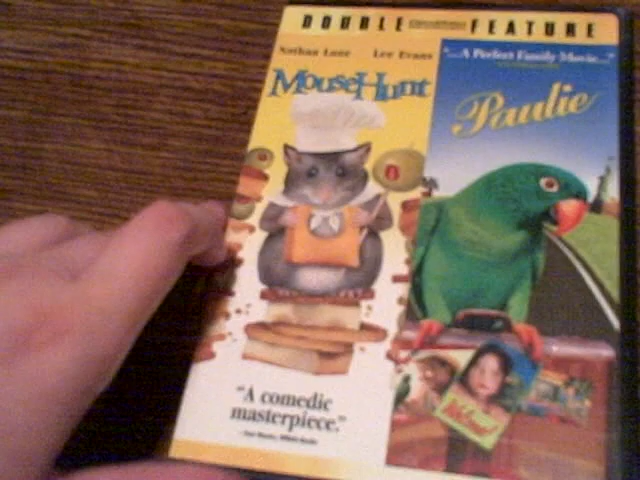 DOUBLE FEATURE
Nathan Lane Lee Evans
MouseHunt
"A comedic
masterpiece."
"...A Perfect Family Movie..."
Paulie